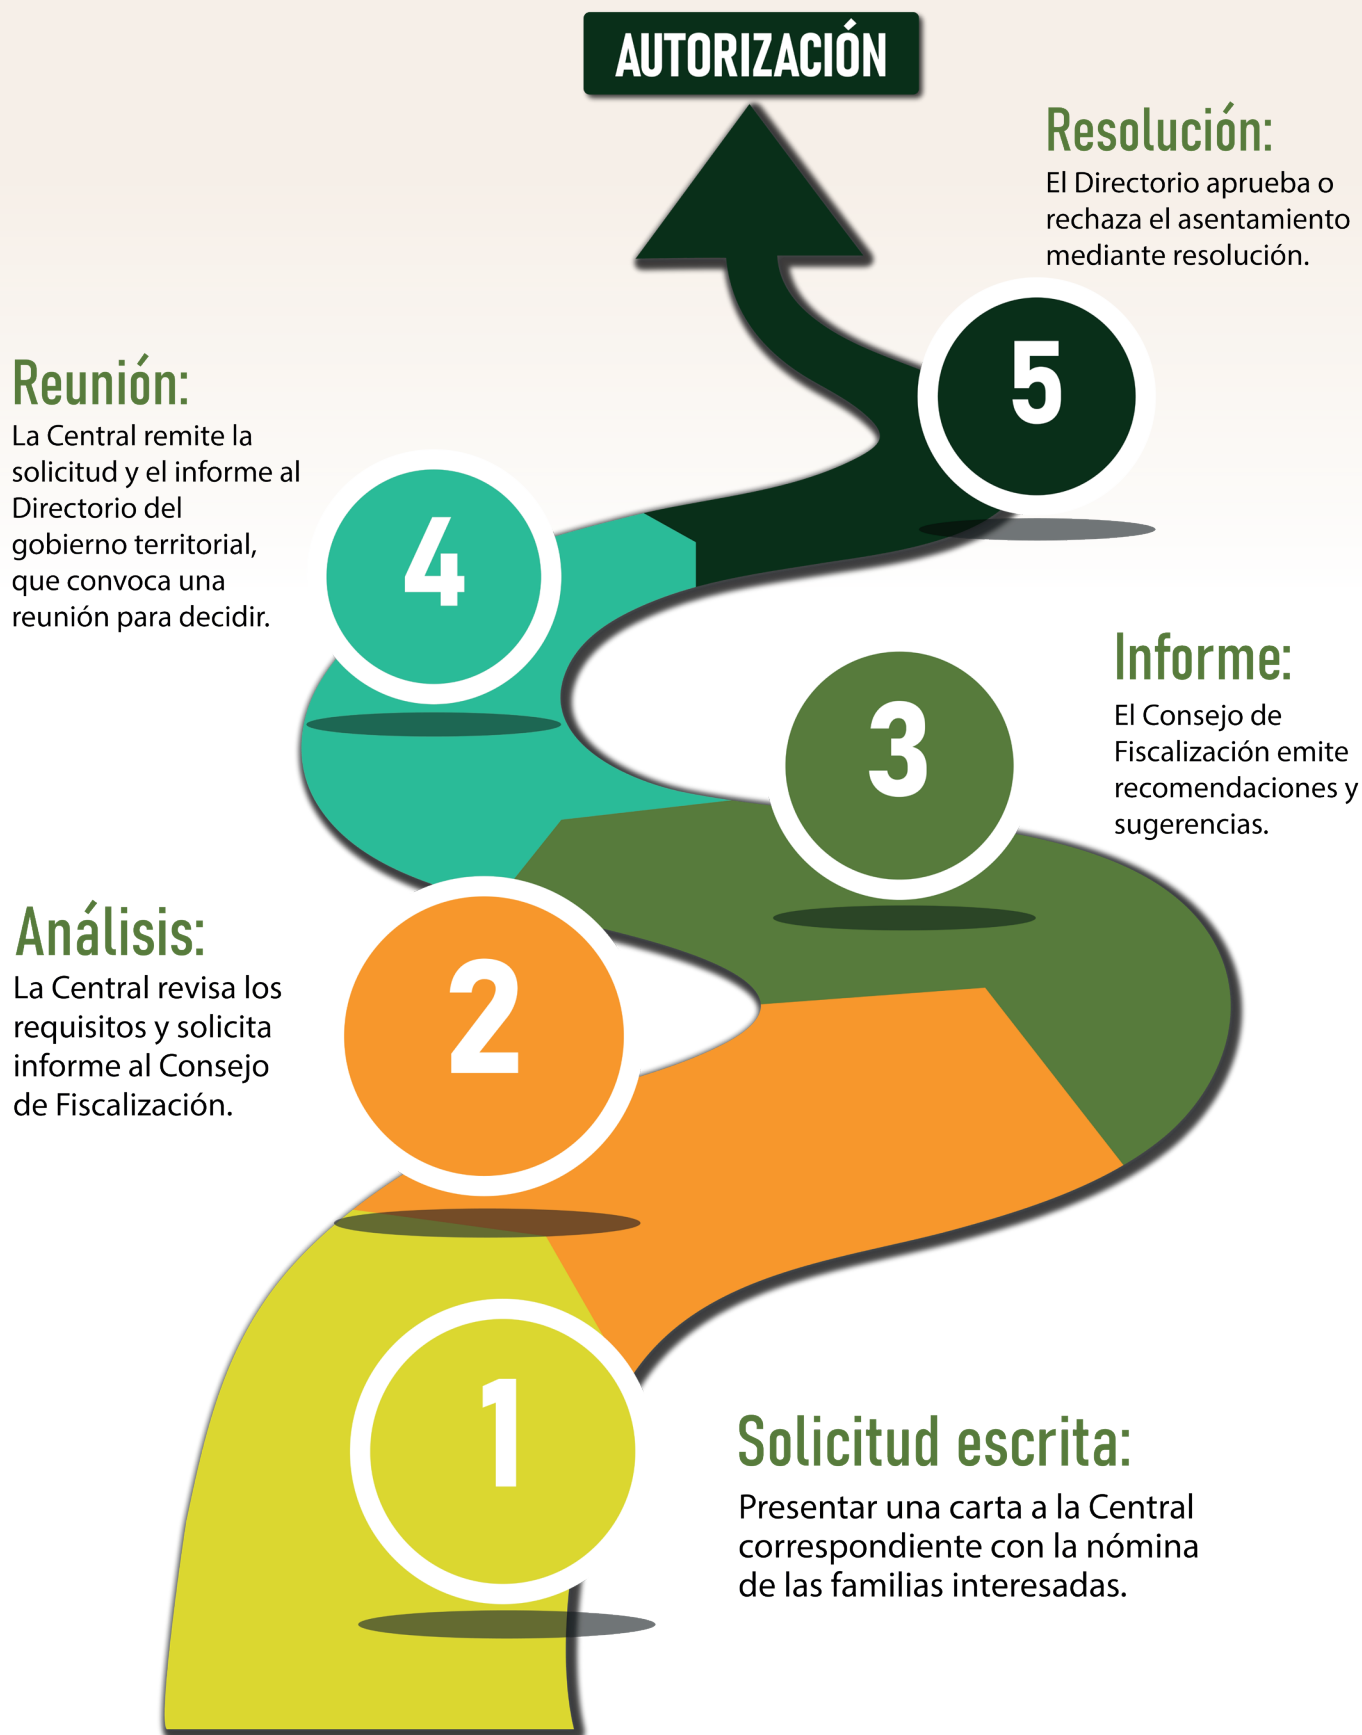 AUTORIZACIÓN
Resolución:
El Directorio aprueba o
rechaza el asentamiento
mediante resolución.
5
Reunión:
La Central remite la
solicitud y el informe al
Directorio del
gobierno territorial,
que convoca una
reunión para decidir.
4
Informe:
El Consejo de
Fiscalización emite
recomendaciones y
sugerencias.
3
Análisis:
La Central revisa los
requisitos y solicita
informe al Consejo
de Fiscalización.
2
1
Solicitud escrita:
Presentar una carta a la Central
correspondiente con la nómina
de las familias interesadas.